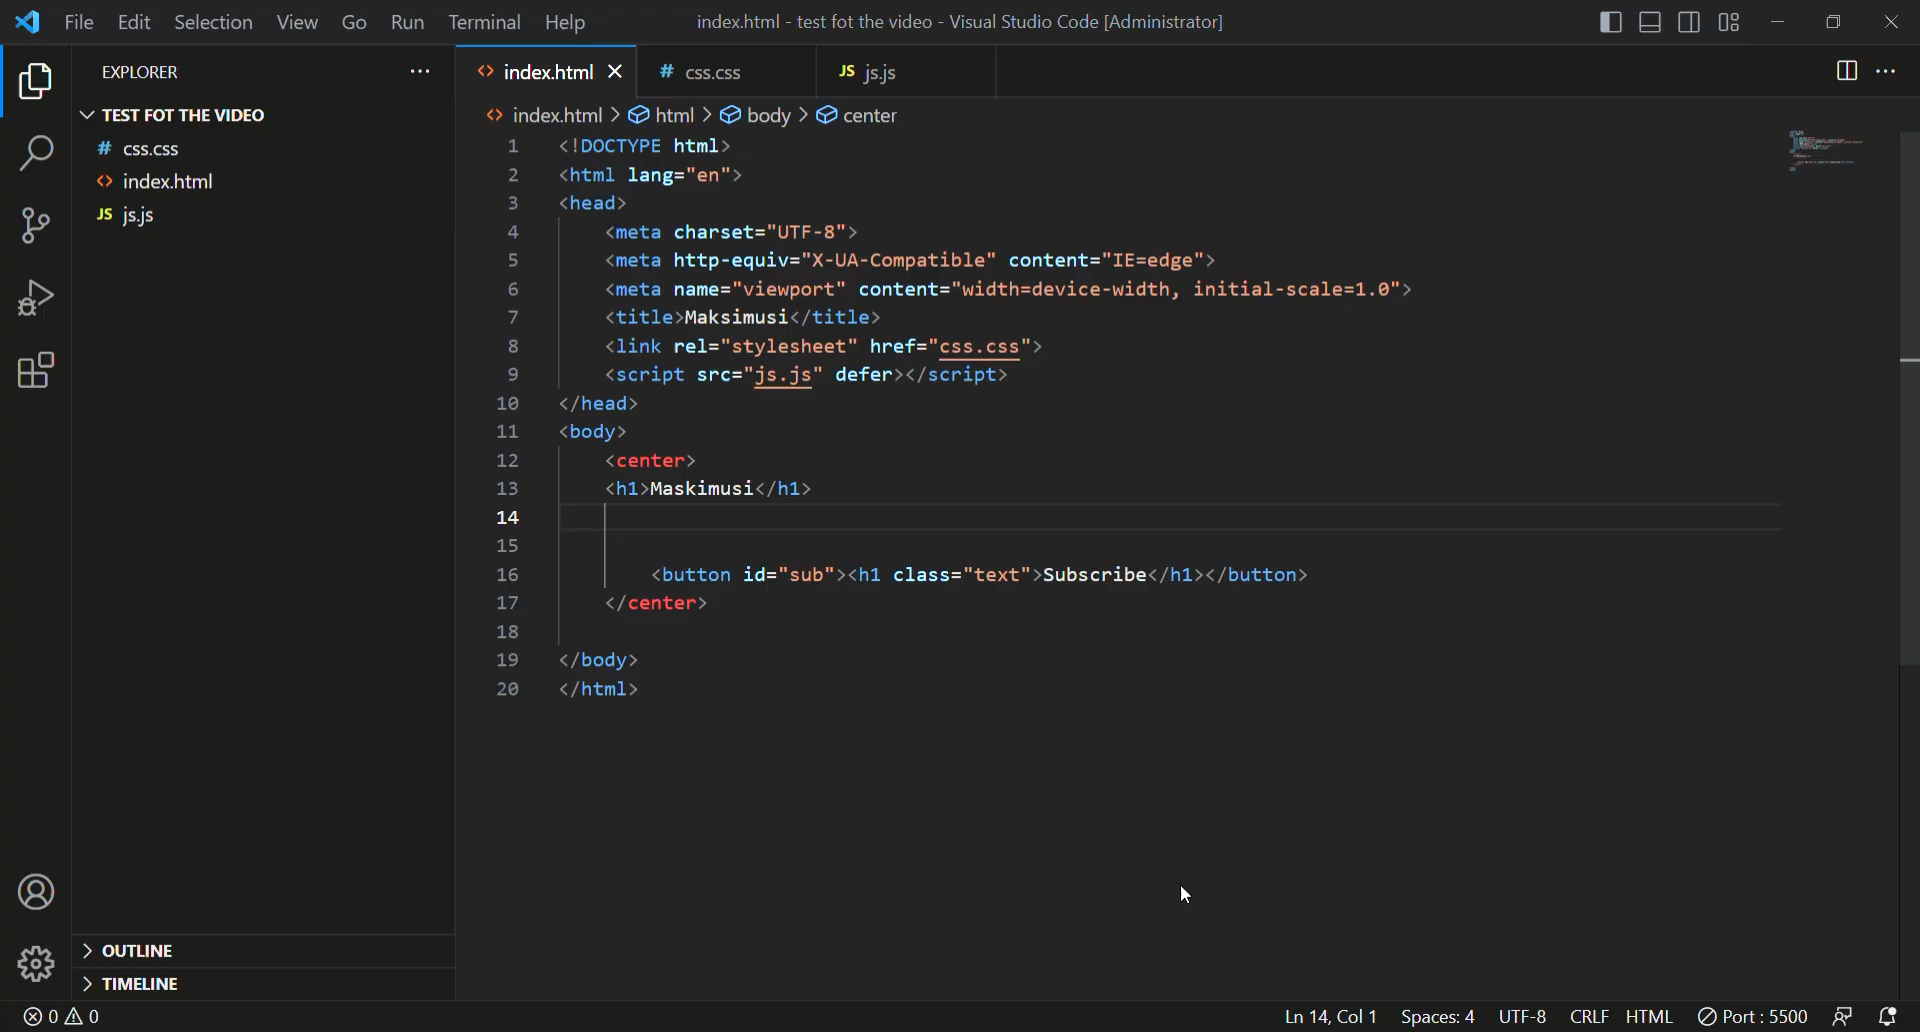 File Edit Selection View Go Run Terminal Help
index.html - test fot the video - Visual Studio Code [Administrator]
EXPLORER
TEST FOT THE VIDEO
# css.css
<> index.html
JS js.js
OUTLINE
TIMELINE
<> index.html # css.css JS js.js
<> index.html > html > body > center
1 <!DOCTYPE html>
2 <html lang="en">
3 <head>
4 <meta charset="UTF-8">
5 <meta http-equiv="X-UA-Compatible" content="IE=edge">
6 <meta name="viewport" content="width=device-width, initial-scale=1.0">
7 <title>Maksimusi</title>
8 <link rel="stylesheet" href="css.css">
9 <script src="js.js" defer></script>
10 </head>
11 <body>
12 <center>
13 <h1>Maskimusi</h1>
14
15
16 <button id="sub"><h1 class="text">Subscribe</h1></button>
17 </center>
18
19 </body>
20 </html>
0 0 Ln 14, Col 1 Spaces: 4 UTF-8 CRLF HTML Port : 5500